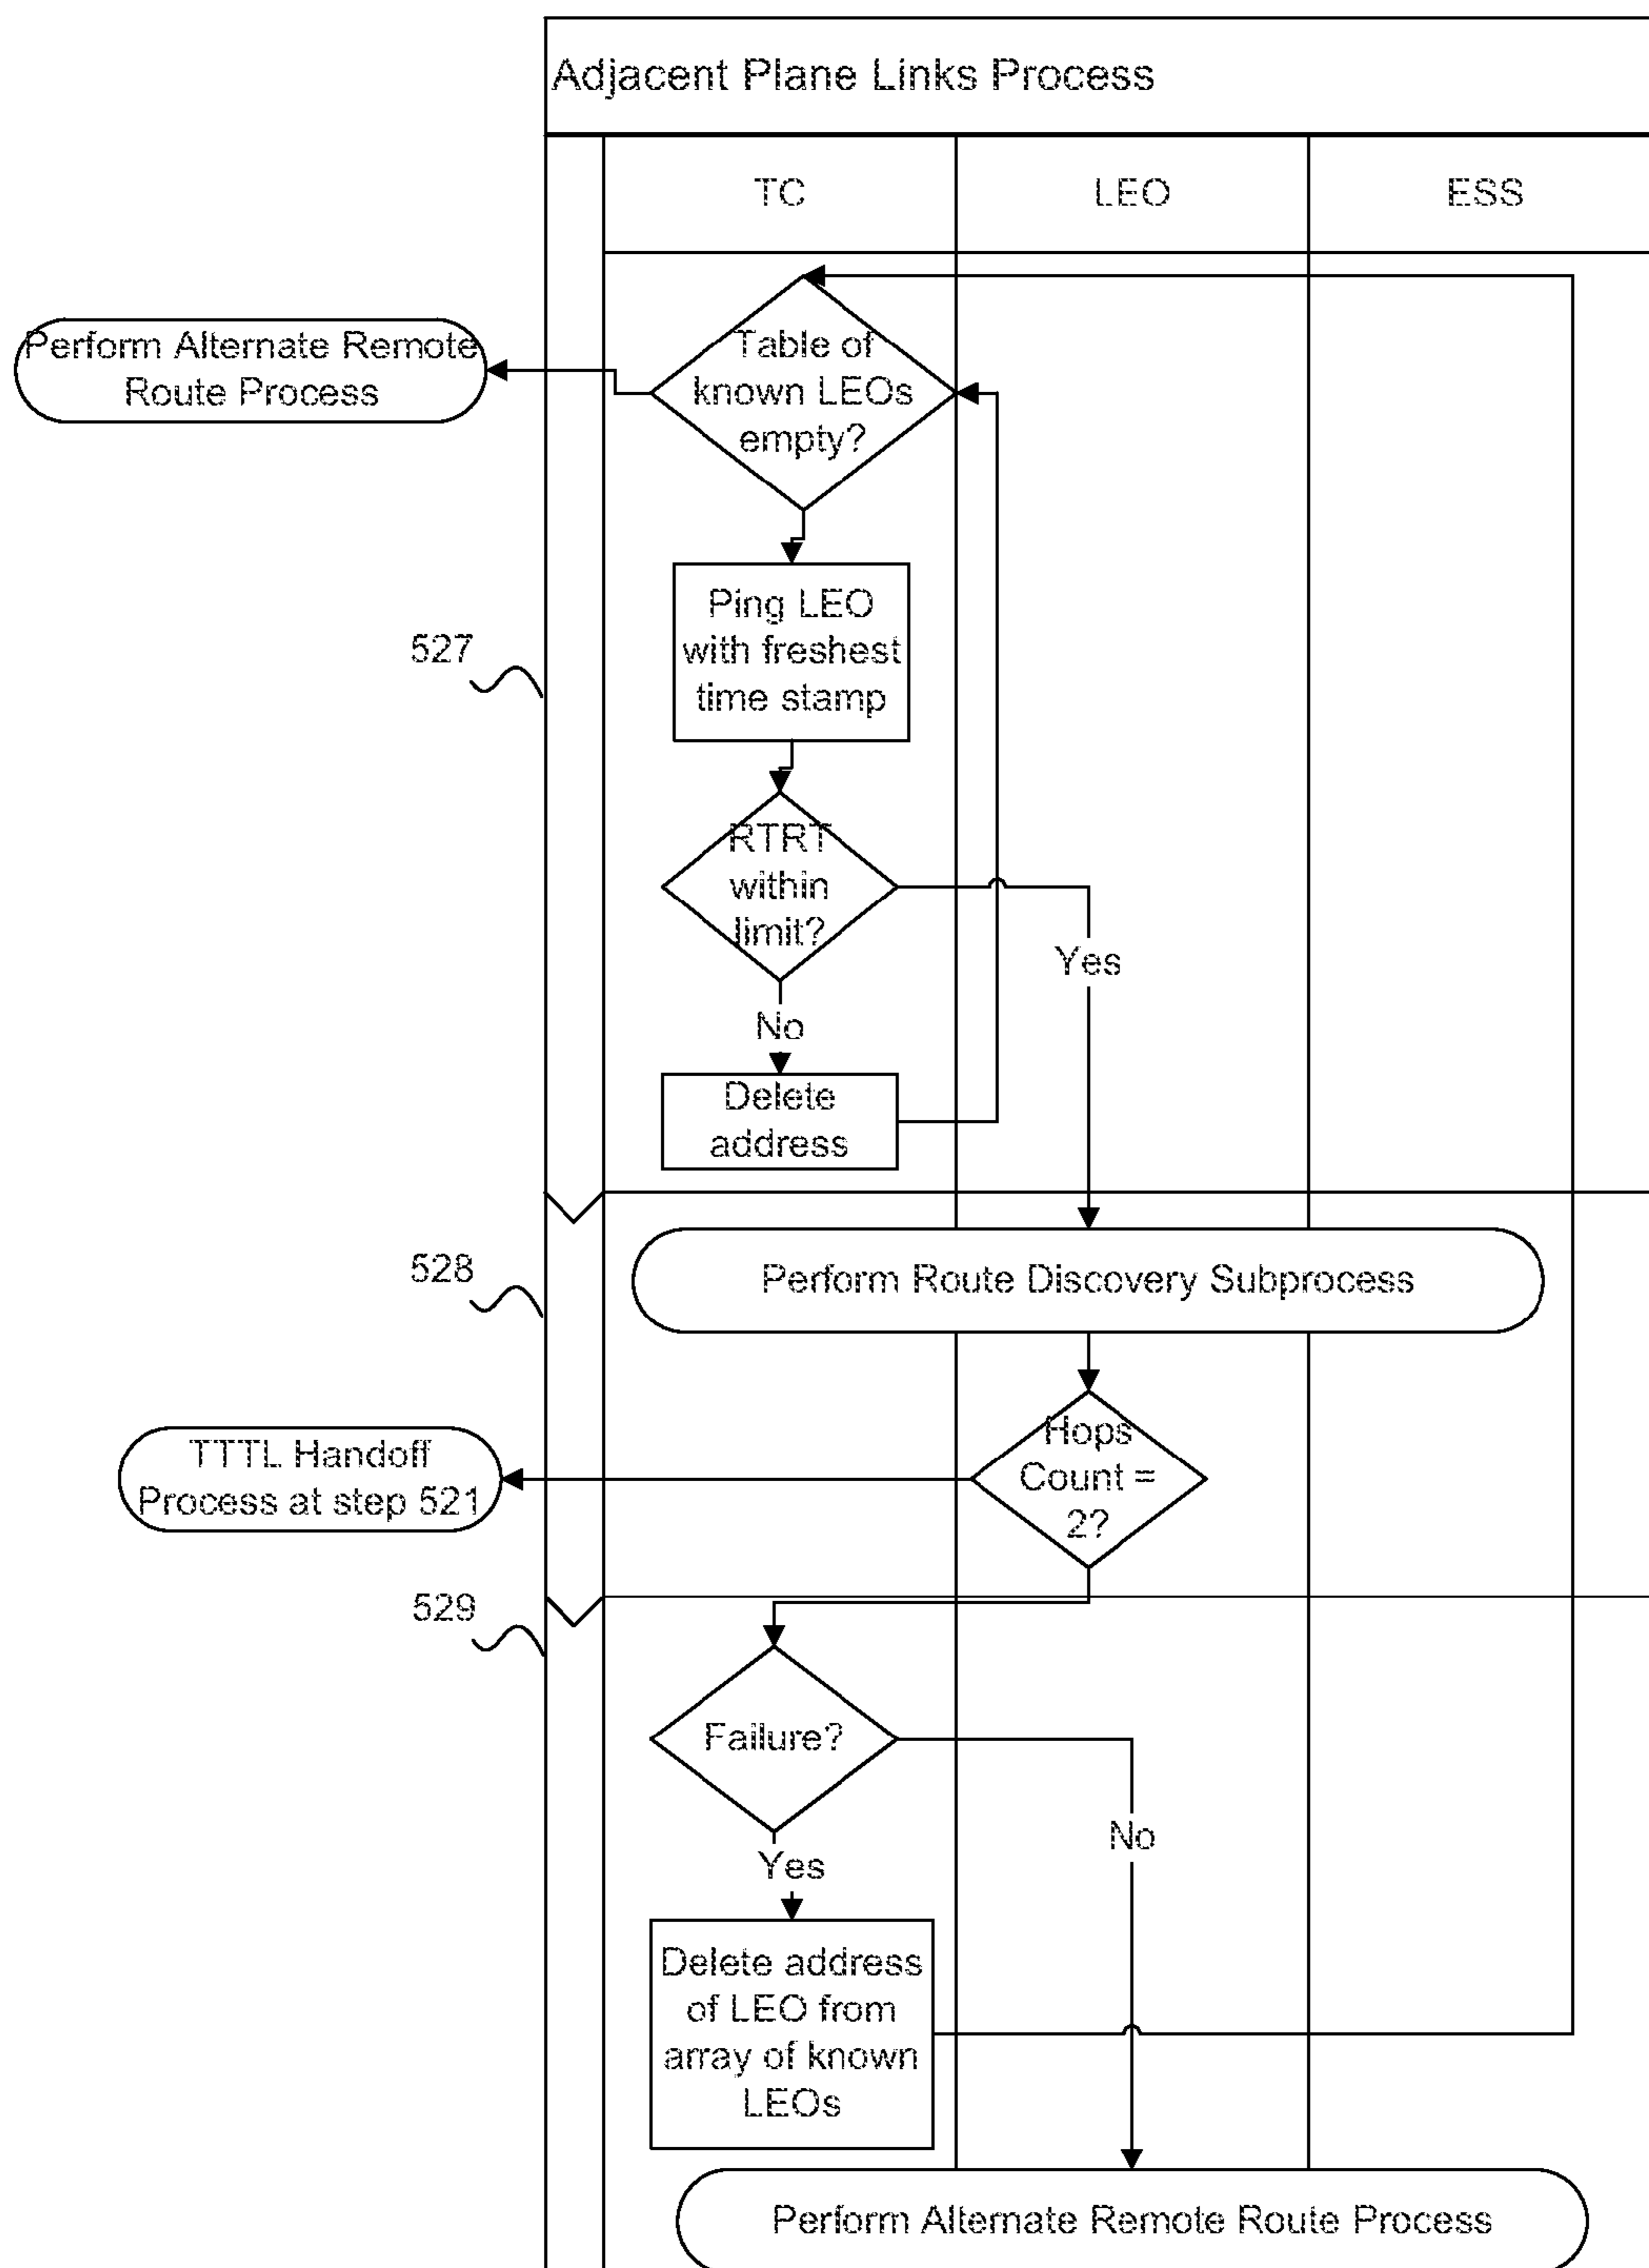 Adjacent Plane Links Process
TC
LEO
ESS
Perform Alternate Remote
Route Process
Table of
known LEOs
empty?
527
Ping LEO
with freshest
time stamp
RTRT
within
limit?
Yes
No
Delete
address
528
Perform Route Discovery Subprocess
TTTL Handoff
Process at step 521
Hops
Count =
2?
529
Failure?
No
Yes
Delete address
of LEO from
array of known
LEOs
Perform Alternate Remote Route Process